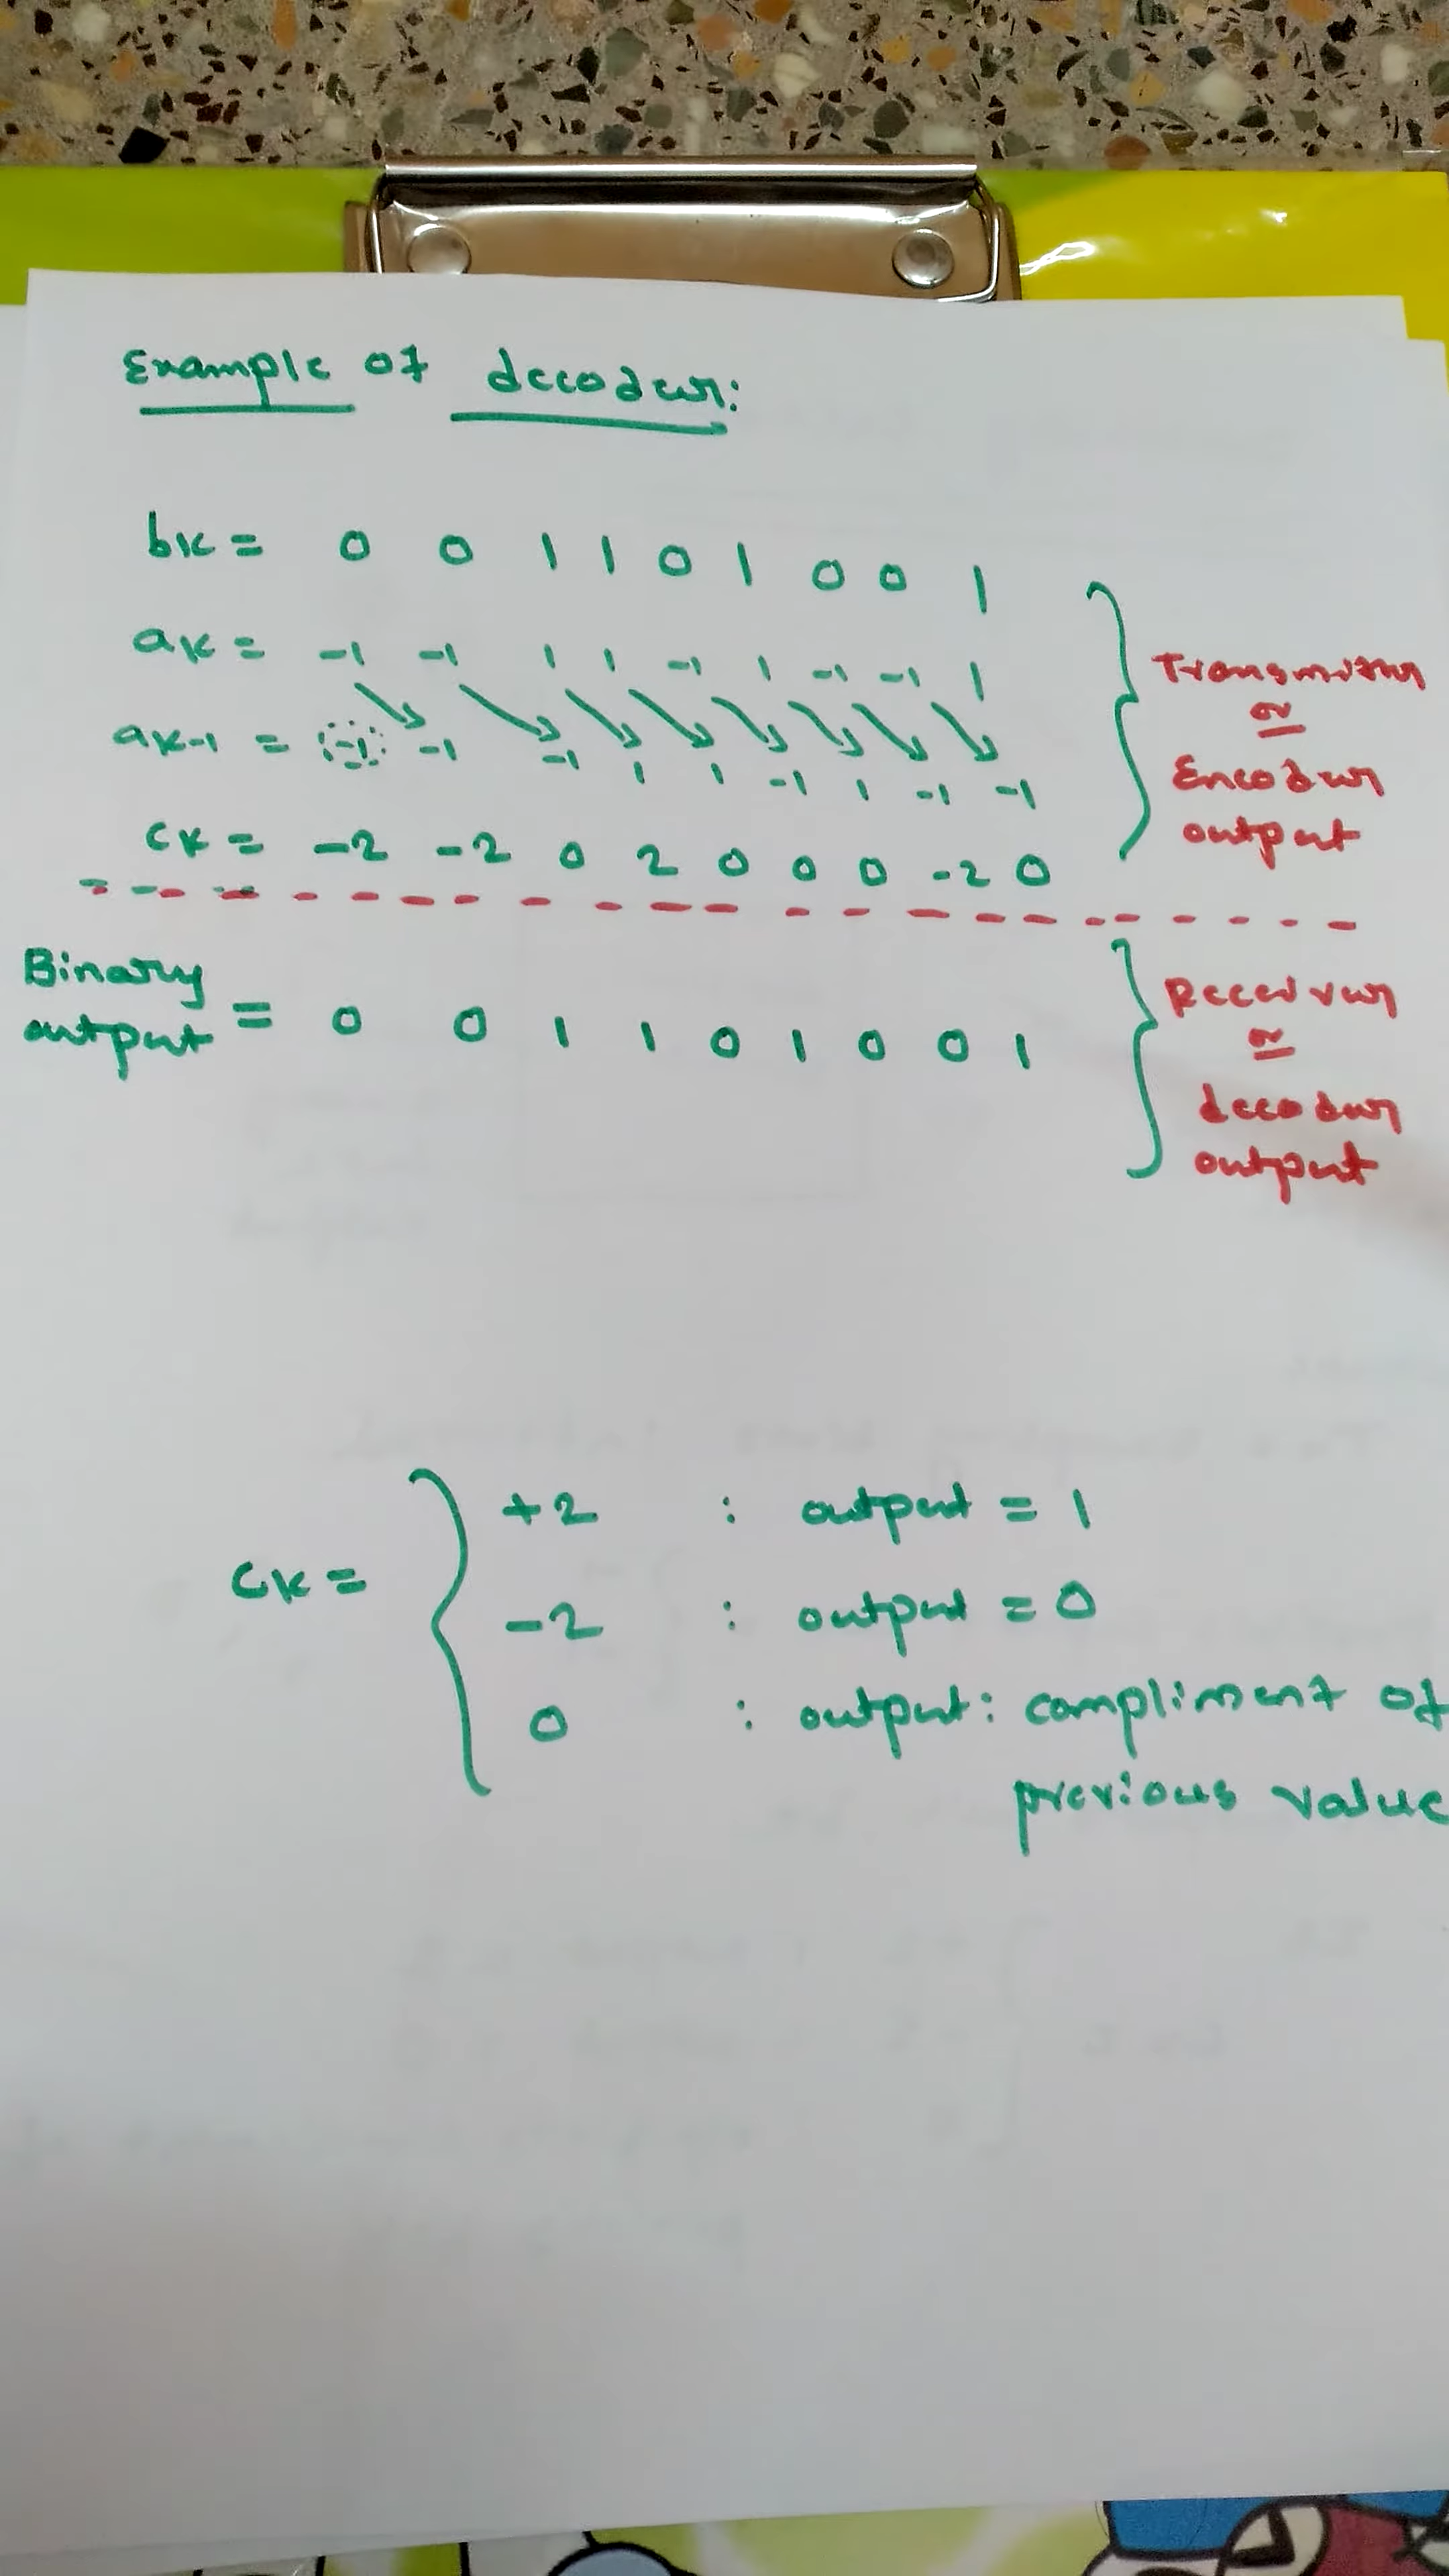 Example of decoder:
bk = 0 0 1 1 0 1 0 0 1
ak = -1 -1 1 1 -1 1 -1 -1 1
ak-1 = -1 -1 -1 1 1 -1 1 -1 -1
ck = -2 -2 0 2 0 0 0 -2 0
Transmitter
or
Encoder
output
Binary
output = 0 0 1 1 0 1 0 0 1
Receiver
or
decoder
output
ck =
+2 : output = 1
-2 : output = 0
0 : output: compliment of
previous value